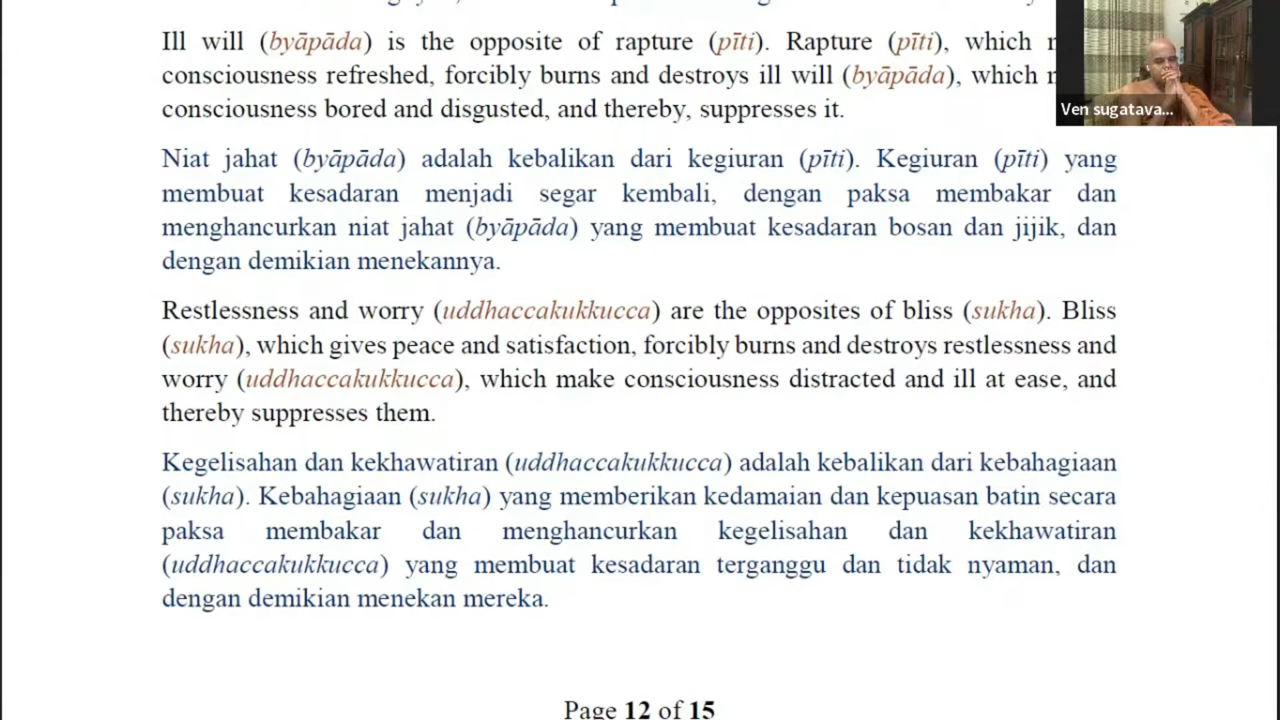 Ill will (byāpāda) is the opposite of rapture (pīti). Rapture (pīti), which
consciousness refreshed, forcibly burns and destroys ill will (byāpāda), which
consciousness bored and disgusted, and thereby, suppresses it.
Ven sugatava...
Niat jahat (byāpāda) adalah kebalikan dari kegiuran (pīti). Kegiuran (pīti) yang
membuat kesadaran menjadi segar kembali, dengan paksa membakar dan
menghancurkan niat jahat (byāpāda) yang membuat kesadaran bosan dan jijik, dan
dengan demikian menekannya.
Restlessness and worry (uddhaccakukkucca) are the opposites of bliss (sukha). Bliss
(sukha), which gives peace and satisfaction, forcibly burns and destroys restlessness and
worry (uddhaccakukkucca), which make consciousness distracted and ill at ease, and
thereby suppresses them.
Kegelisahan dan kekhawatiran (uddhaccakukkucca) adalah kebalikan dari kebahagiaan
(sukha). Kebahagiaan (sukha) yang memberikan kedamaian dan kepuasan batin secara
paksa membakar dan menghancurkan kegelisahan dan kekhawatiran
(uddhaccakukkucca) yang membuat kesadaran terganggu dan tidak nyaman, dan
dengan demikian menekan mereka.
Page 12 of 15